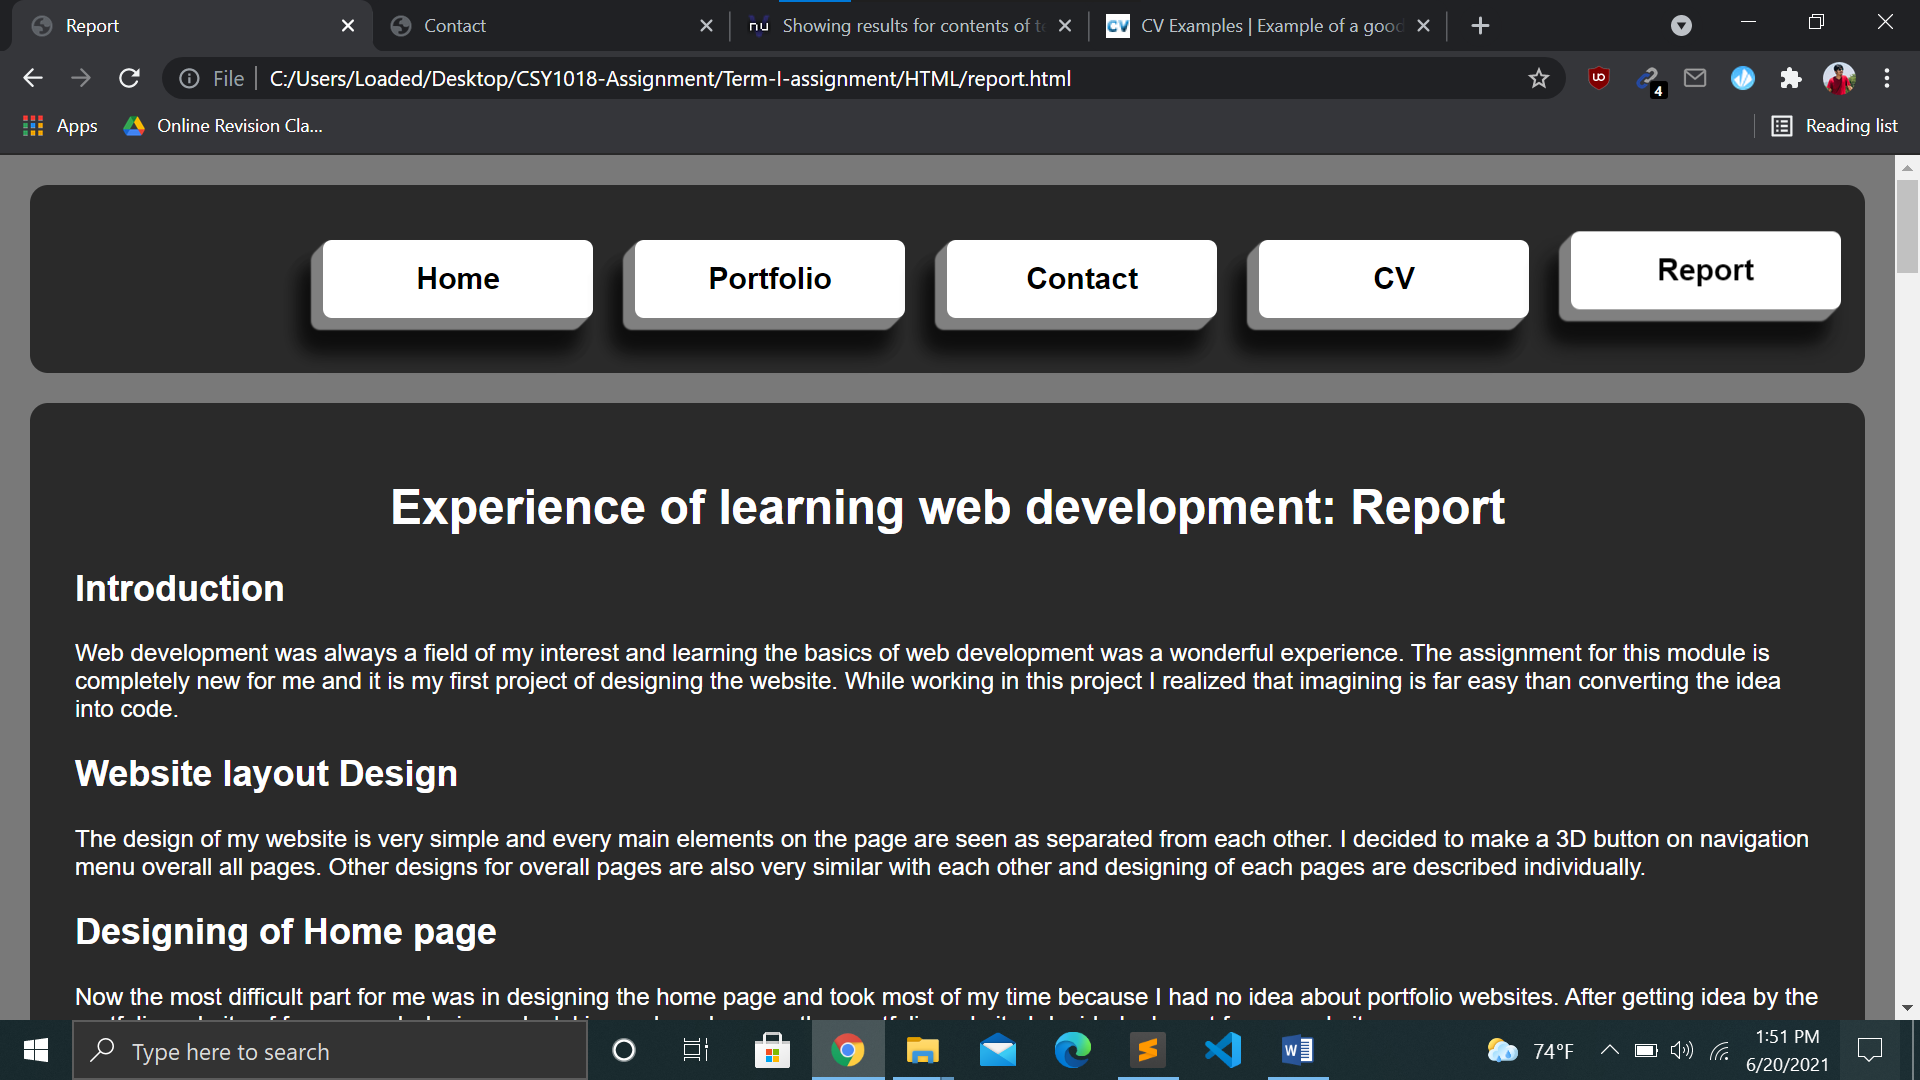 Report
Contact
nu Showing results for contents of te
CV CV Examples | Example of a good
File C:/Users/Loaded/Desktop/CSY1018-Assignment/Term-I-assignment/HTML/report.html
4
Apps
Online Revision Cla...
Reading list
Home
Portfolio
Contact
CV
Report
Experience of learning web development: Report
Introduction
Web development was always a field of my interest and learning the basics of web development was a wonderful experience. The assignment for this module is
completely new for me and it is my first project of designing the website. While working in this project I realized that imagining is far easy than converting the idea
into code.
Website layout Design
The design of my website is very simple and every main elements on the page are seen as separated from each other. I decided to make a 3D button on navigation
menu overall all pages. Other designs for overall pages are also very similar with each other and designing of each pages are described individually.
Designing of Home page
Now the most difficult part for me was in designing the home page and took most of my time because I had no idea about portfolio websites. After getting idea by the
Type here to search
74°F
1:51 PM
6/20/2021